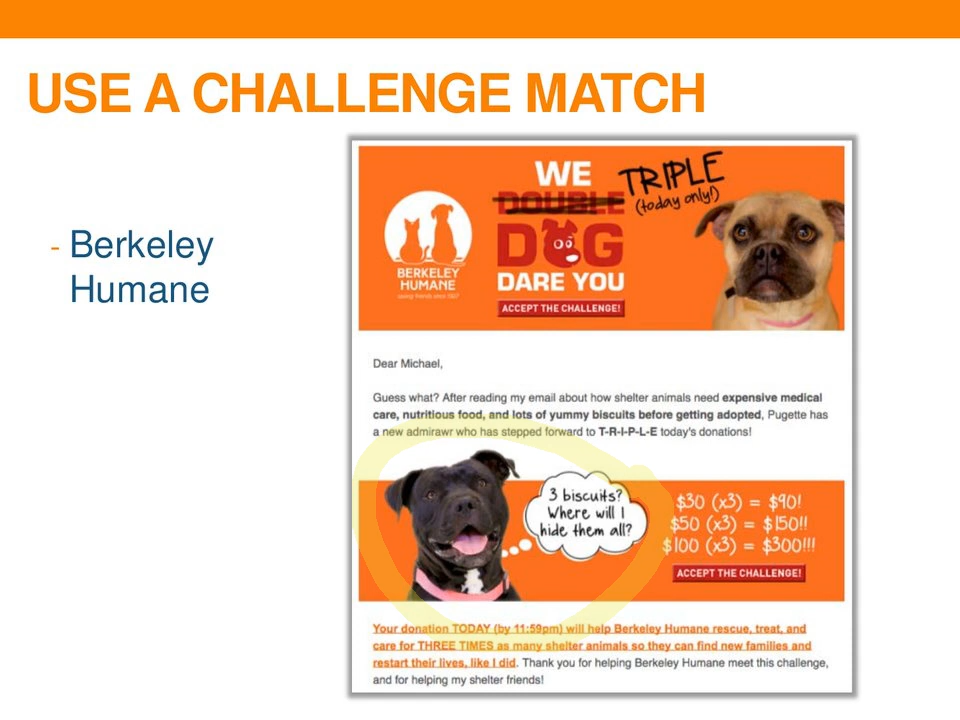 USE A CHALLENGE MATCH
- Berkeley
Humane
WE
DOUBLE
TRIPLE
(today only!)
DOG
DARE YOU
ACCEPT THE CHALLENGE!
BERKELEY
HUMANE
saving friends since 1927
Dear Michael,
Guess what? After reading my email about how shelter animals need expensive medical
care, nutritious food, and lots of yummy biscuits before getting adopted, Pugette has
a new admirawr who has stepped forward to T-R-I-P-L-E today's donations!
3 biscuits?
Where will I
hide them all?
$30 (x3) = $90!
$50 (x3) = $150!!
$100 (x3) = $300!!!
ACCEPT THE CHALLENGE!
Your donation TODAY (by 11:59pm) will help Berkeley Humane rescue, treat, and
care for THREE TIMES as many shelter animals so they can find new families and
restart their lives, like I did. Thank you for helping Berkeley Humane meet this challenge,
and for helping my shelter friends!